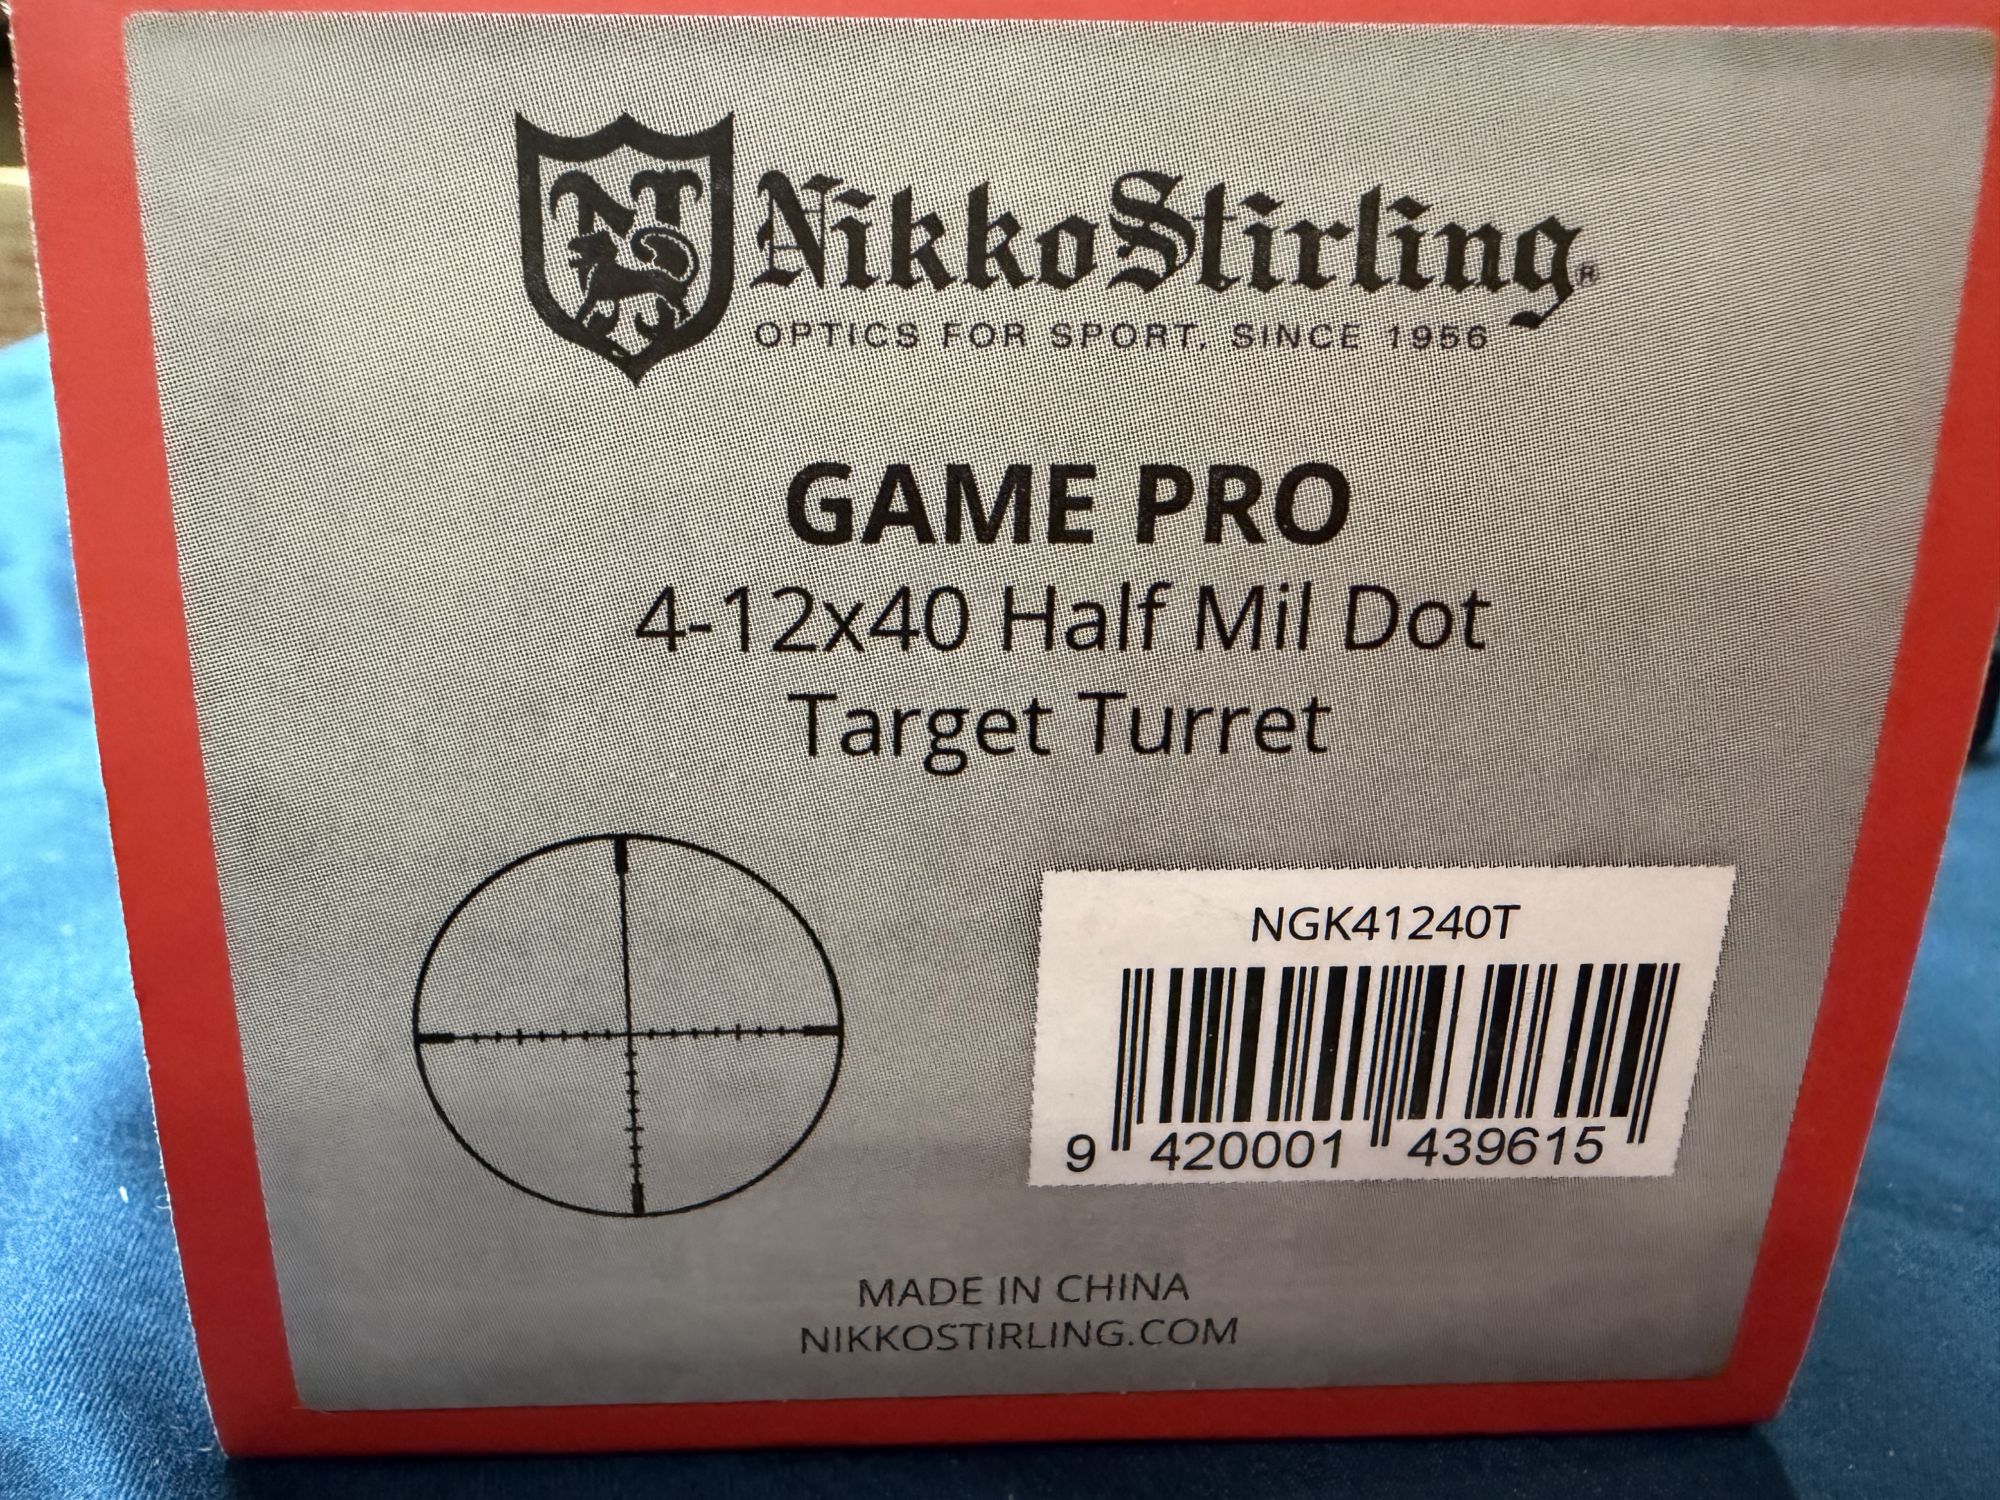 NikkoStirling®
OPTICS FOR SPORT, SINCE 1956
GAME PRO
4-12x40 Half Mil Dot
Target Turret
NGK41240T
9 420001 439615
MADE IN CHINA
NIKKOSTIRLING.COM